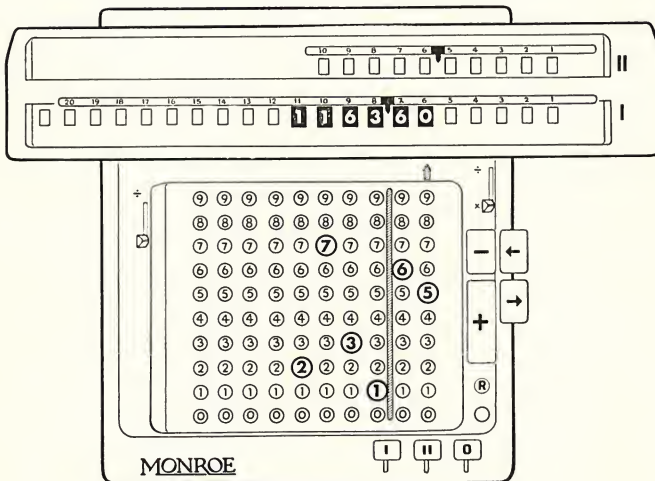 10 9 8 7 6 5 4 3 2 1
II
20 19 18 17 16 15 14 13 12 11 10 9 8 7 6 5 4 3 2 1
1 1 6 3 6 0 I
÷
÷ 9 9 9 9 9 9 9 9 9 9
×
8 8 8 8 8 8 8 8 8 8
7 7 7 7 7 7 7 7 7 7 − ←
6 6 6 6 6 6 6 6 6 6
5 5 5 5 5 5 5 5 5 5 →
4 4 4 4 4 4 4 4 4 4 +
3 3 3 3 3 3 3 3 3 3
2 2 2 2 2 2 2 2 2 2
1 1 1 1 1 1 1 1 1 1 R
0 0 0 0 0 0 0 0 0 0
I II 0
MONROE